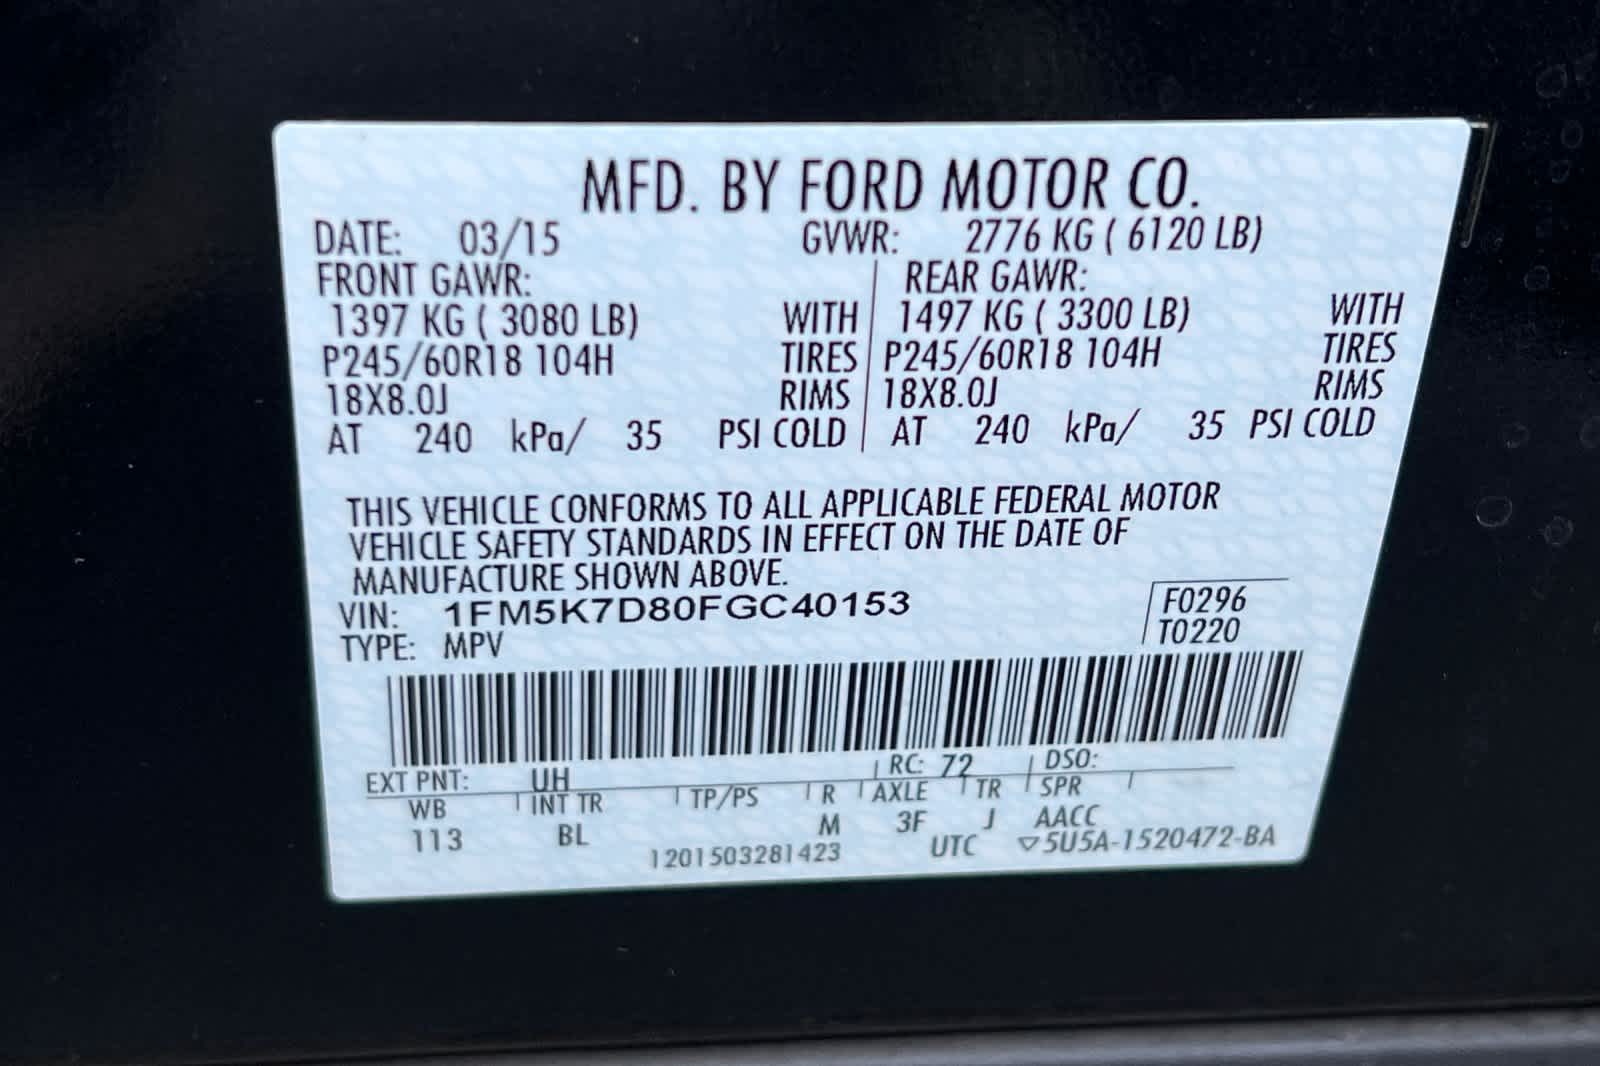 MFD. BY FORD MOTOR CO.
DATE: 03/15 GVWR: 2776 KG ( 6120 LB)
FRONT GAWR: REAR GAWR:
1397 KG ( 3080 LB) WITH 1497 KG ( 3300 LB) WITH
P245/60R18 104H TIRES P245/60R18 104H TIRES
18X8.0J RIMS 18X8.0J RIMS
AT 240 kPa/ 35 PSI COLD AT 240 kPa/ 35 PSI COLD
THIS VEHICLE CONFORMS TO ALL APPLICABLE FEDERAL MOTOR
VEHICLE SAFETY STANDARDS IN EFFECT ON THE DATE OF
MANUFACTURE SHOWN ABOVE.
VIN: 1FM5K7D80FGC40153 F0296
TYPE: MPV T0220
EXT PNT: UH RC: 72 DSO:
WB INT TR TP/PS R AXLE TR SPR
113 BL M 3F J AACC
1201503281423 UTC ▽5U5A-1520472-BA